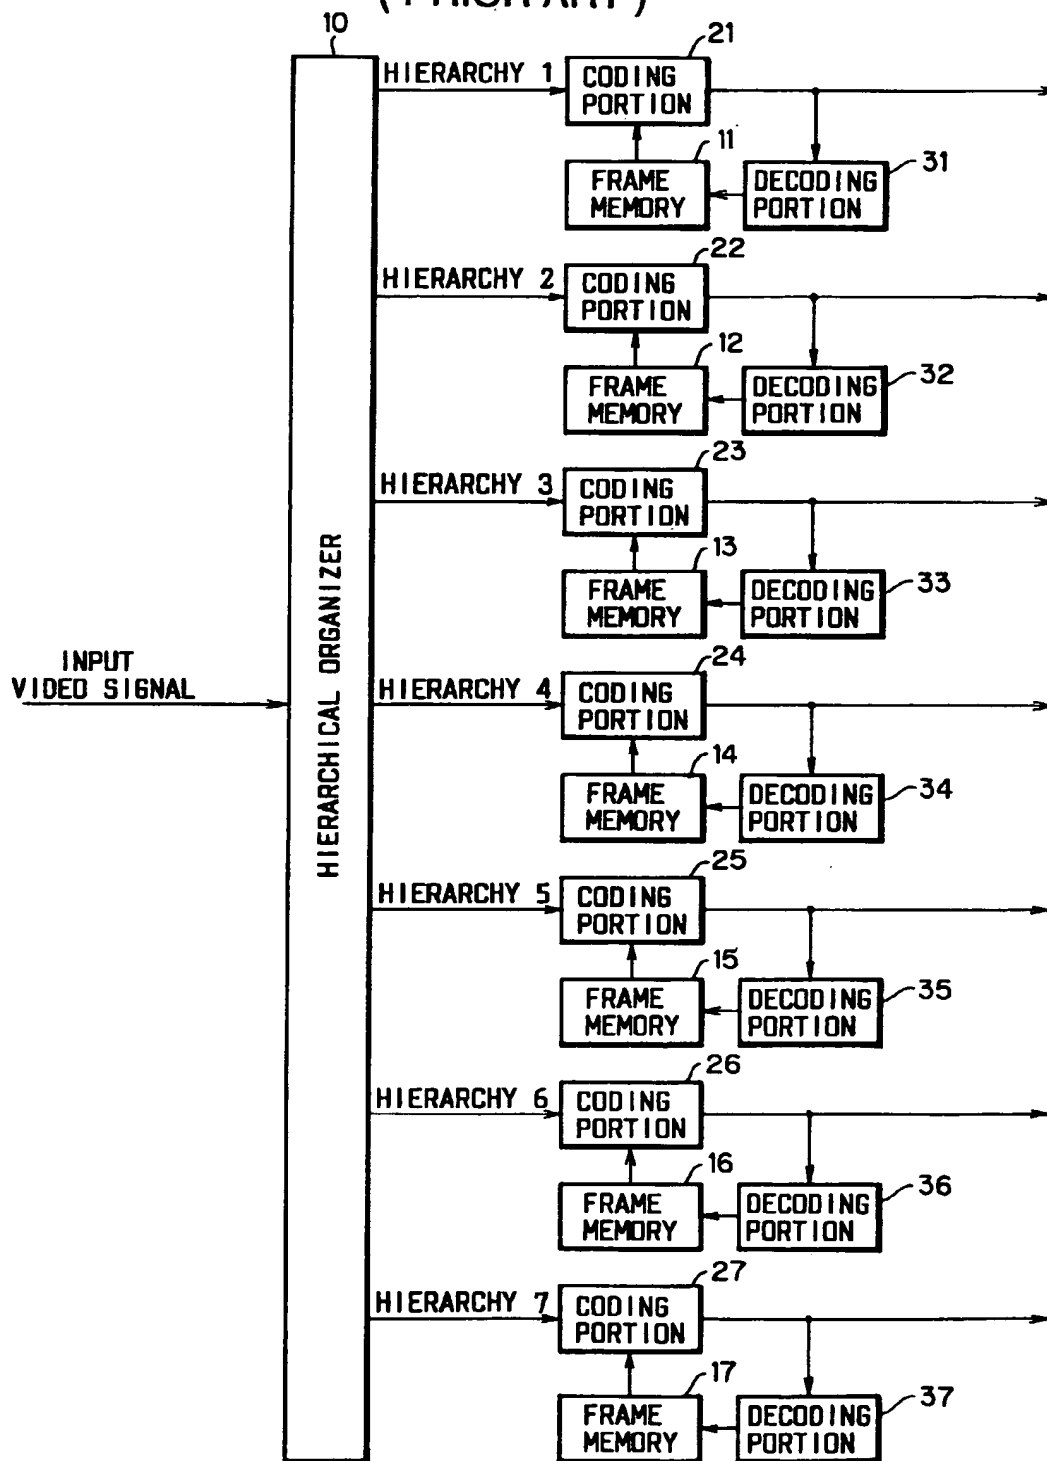 ( PRIOR ART )
10
21
HIERARCHY 1
CODING
PORTION
11
31
FRAME
MEMORY
DECODING
PORTION
22
HIERARCHY 2
CODING
PORTION
12
32
FRAME
MEMORY
DECODING
PORTION
23
HIERARCHY 3
CODING
PORTION
13
33
FRAME
MEMORY
DECODING
PORTION
HIERARCHICAL ORGANIZER
INPUT
VIDEO SIGNAL
24
HIERARCHY 4
CODING
PORTION
14
34
FRAME
MEMORY
DECODING
PORTION
25
HIERARCHY 5
CODING
PORTION
15
35
FRAME
MEMORY
DECODING
PORTION
26
HIERARCHY 6
CODING
PORTION
16
36
FRAME
MEMORY
DECODING
PORTION
27
HIERARCHY 7
CODING
PORTION
17
37
FRAME
MEMORY
DECODING
PORTION